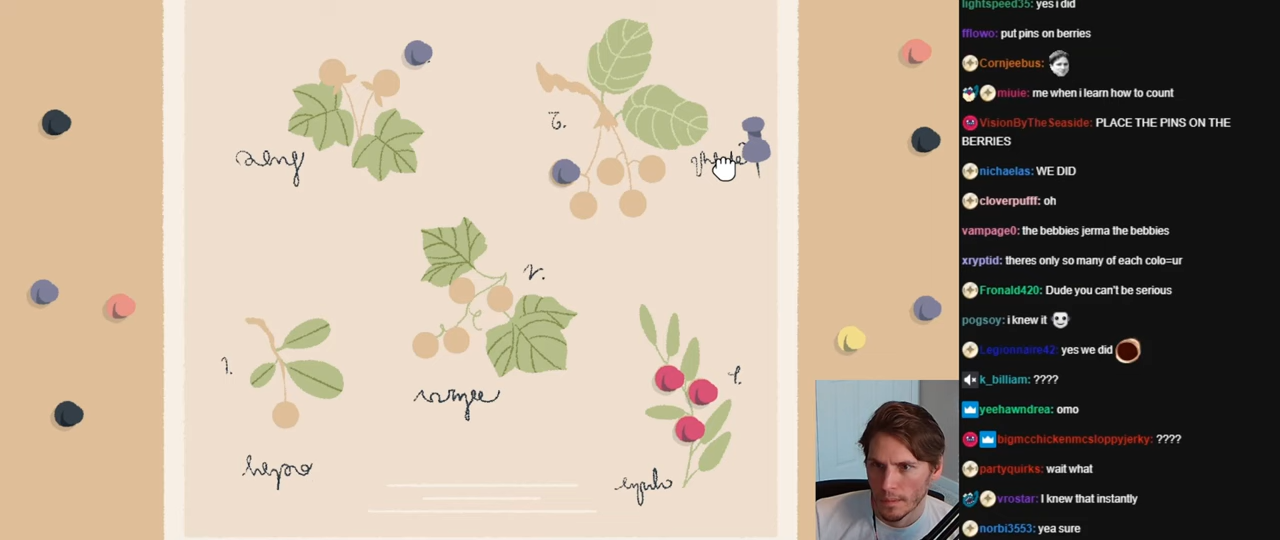 lightspeed35: yes i did
fflowo: put pins on berries
Cornjeebus:
miuie: me when i learn how to count
VisionByTheSeaside: PLACE THE PINS ON THE
BERRIES
nichaelas: WE DID
cloverpufff: oh
vampage0: the bebbies jerma the bebbies
xryptid: theres only so many of each colo=ur
Fronald420: Dude you can't be serious
pogsoy: i knew it
Legionnaire42: yes we did
k_billiam: ????
yeehawndrea: omo
bigmcchickenmcsloppyjerky: ????
partyquirks: wait what
vrostar: I knew that instantly
norbi3553: yea sure